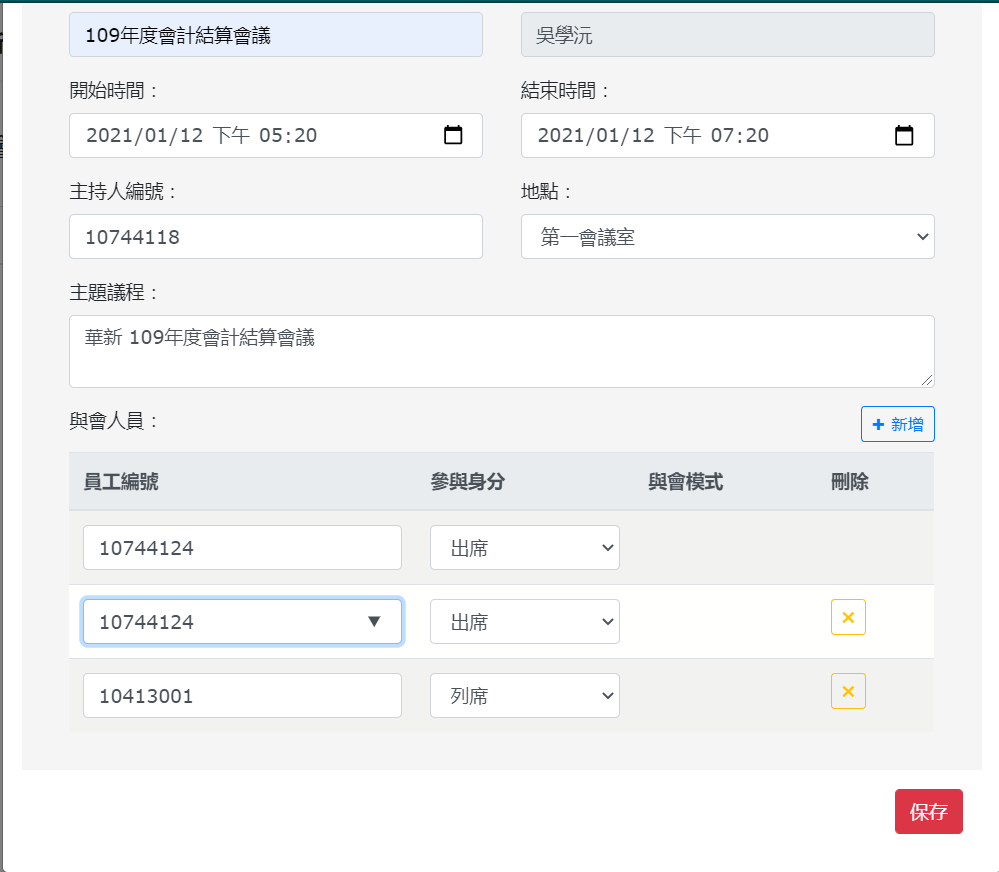 109年度會計結算會議
吳學沅
開始時間：
結束時間：
2021/01/12 下午 05:20
2021/01/12 下午 07:20
主持人編號：
地點：
10744118
第一會議室
主題議程：
華新 109年度會計結算會議
與會人員：
+ 新增
員工編號 參與身分 與會模式 刪除
10744124 出席
10744124 出席
10413001 列席
保存